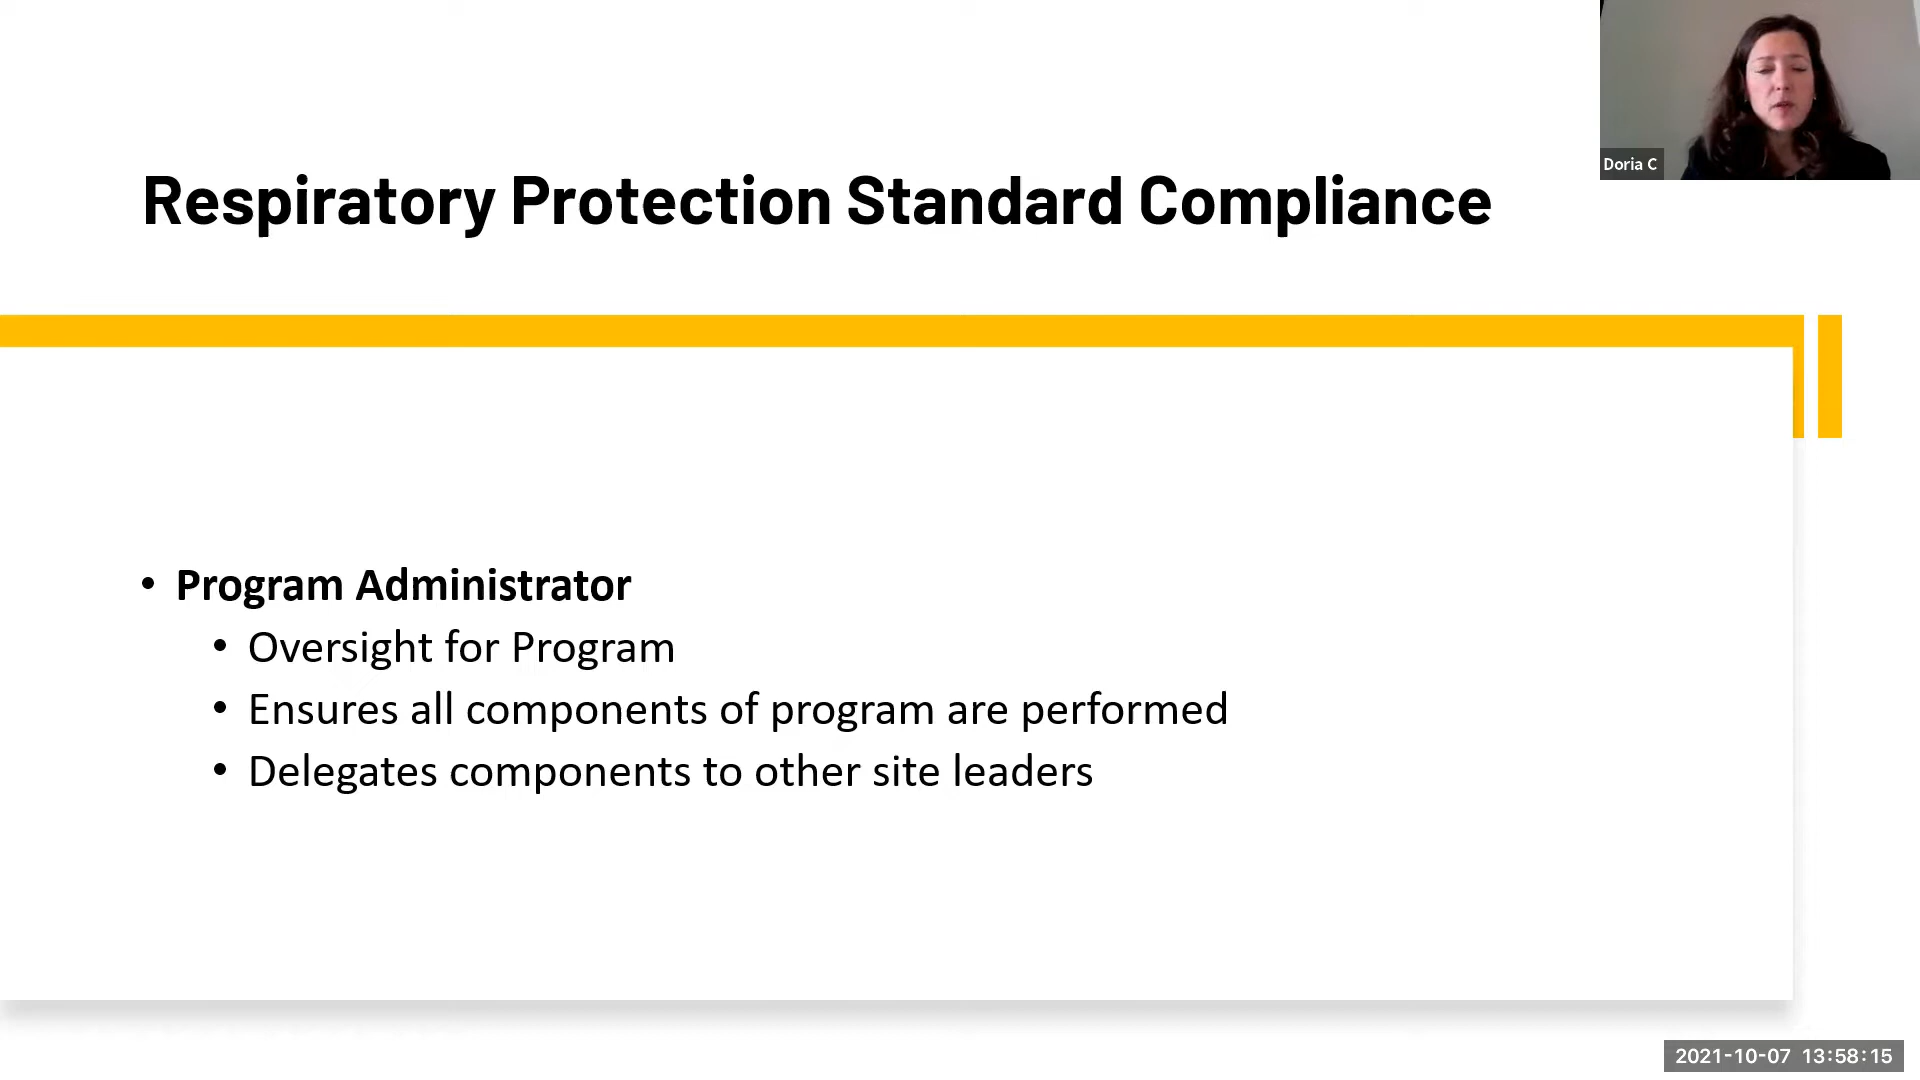 Doria C
Respiratory Protection Standard Compliance
• Program Administrator
• Oversight for Program
• Ensures all components of program are performed
• Delegates components to other site leaders
2021-10-07 13:58:15